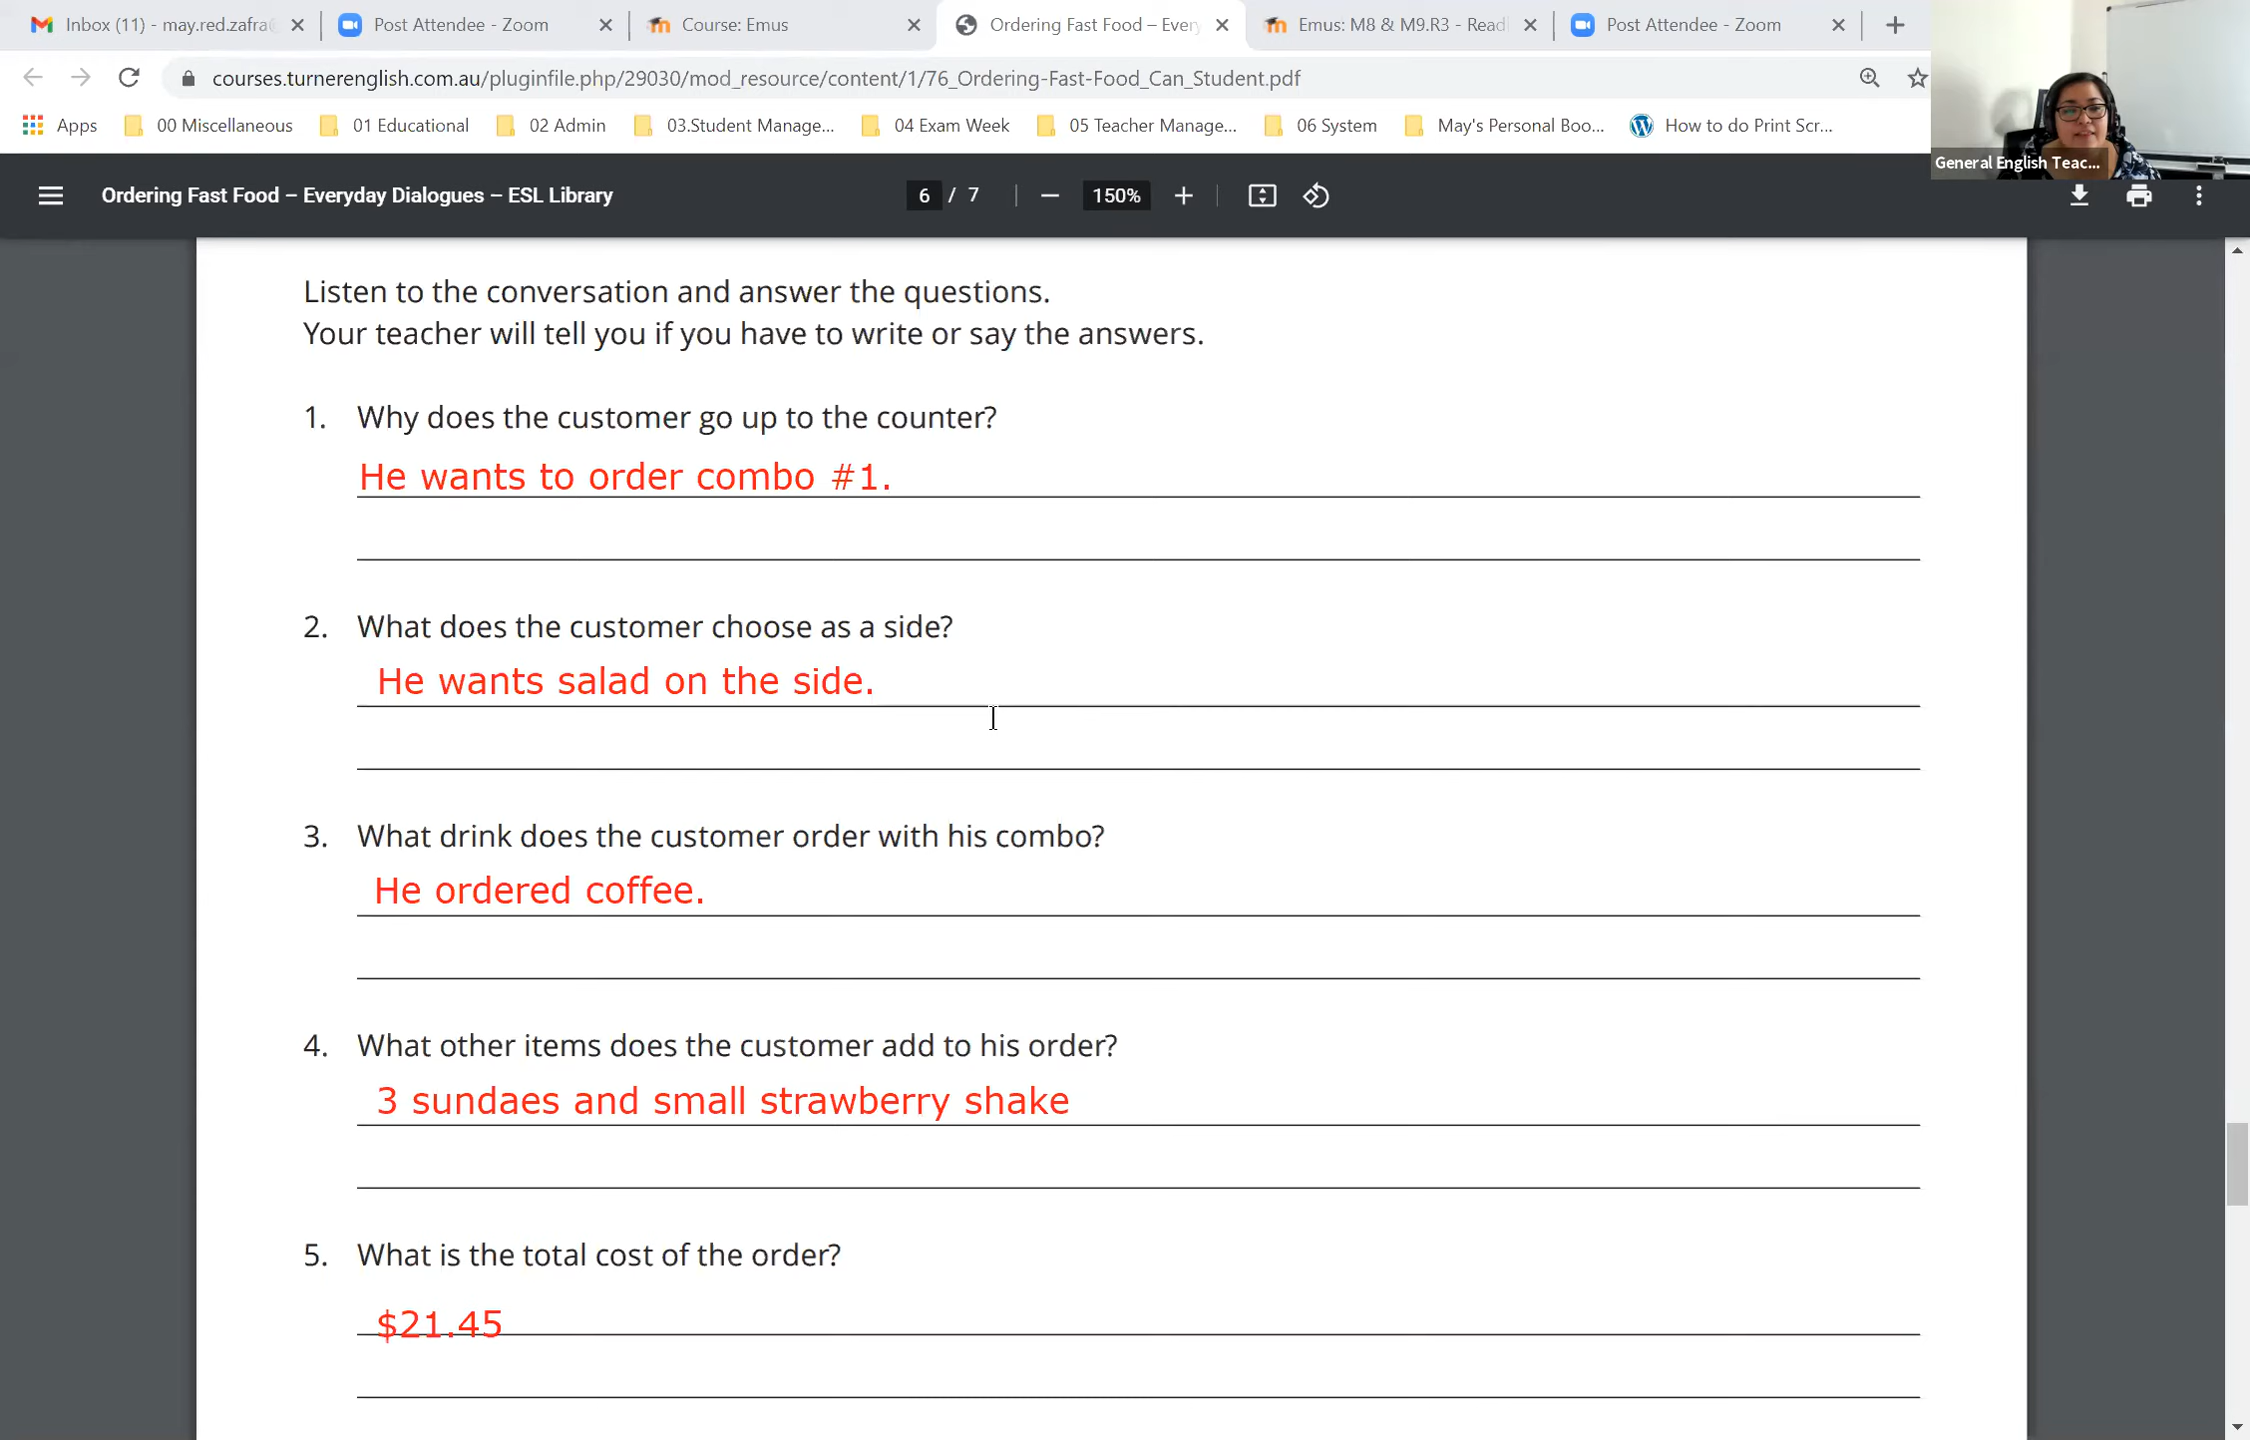 Inbox (11) - may.red.zafra@
Post Attendee - Zoom
Course: Emus
Ordering Fast Food – Every
Emus: M8 & M9.R3 - Readi
Post Attendee - Zoom
courses.turnerenglish.com.au/pluginfile.php/29030/mod_resource/content/1/76_Ordering-Fast-Food_Can_Student.pdf
Apps
00 Miscellaneous
01 Educational
02 Admin
03.Student Manage...
04 Exam Week
05 Teacher Manage...
06 System
May's Personal Boo...
How to do Print Scr...
General English Teac...
Ordering Fast Food – Everyday Dialogues – ESL Library
6 / 7
150%
Listen to the conversation and answer the questions.
Your teacher will tell you if you have to write or say the answers.
1. Why does the customer go up to the counter?
He wants to order combo #1.
2. What does the customer choose as a side?
He wants salad on the side.
3. What drink does the customer order with his combo?
He ordered coffee.
4. What other items does the customer add to his order?
3 sundaes and small strawberry shake
5. What is the total cost of the order?
$21.45